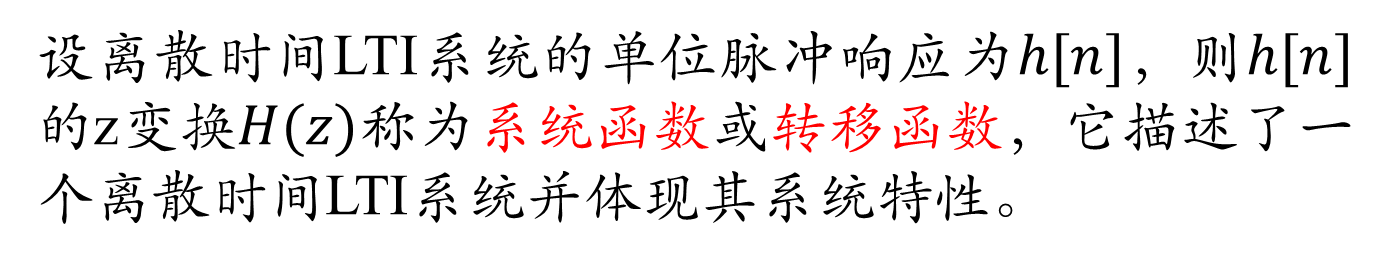 设离散时间LTI系统的单位脉冲响应为h[n]，则h[n]
的z变换H(z)称为系统函数或转移函数，它描述了一
个离散时间LTI系统并体现其系统特性。